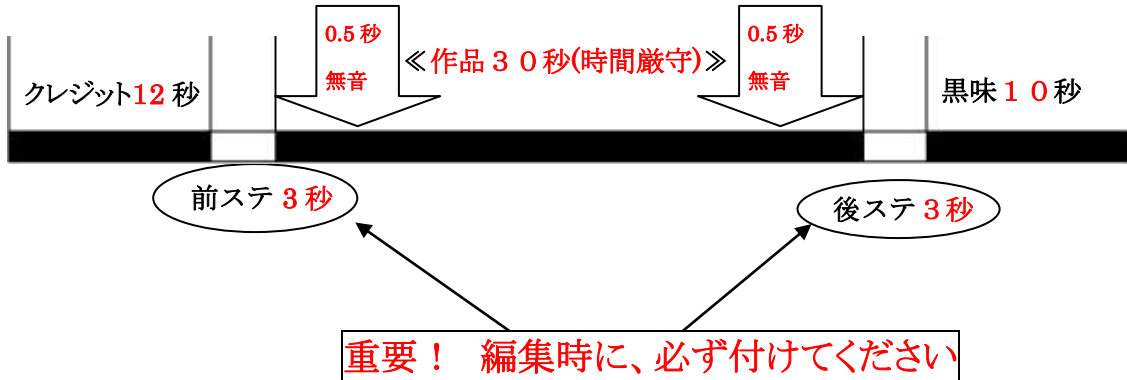 0.5秒
無音
≪作品３０秒(時間厳守)≫
0.5秒
無音
クレジット12秒
黒味１０秒
前ステ 3秒
後ステ 3秒
重要！　編集時に、必ず付けてください